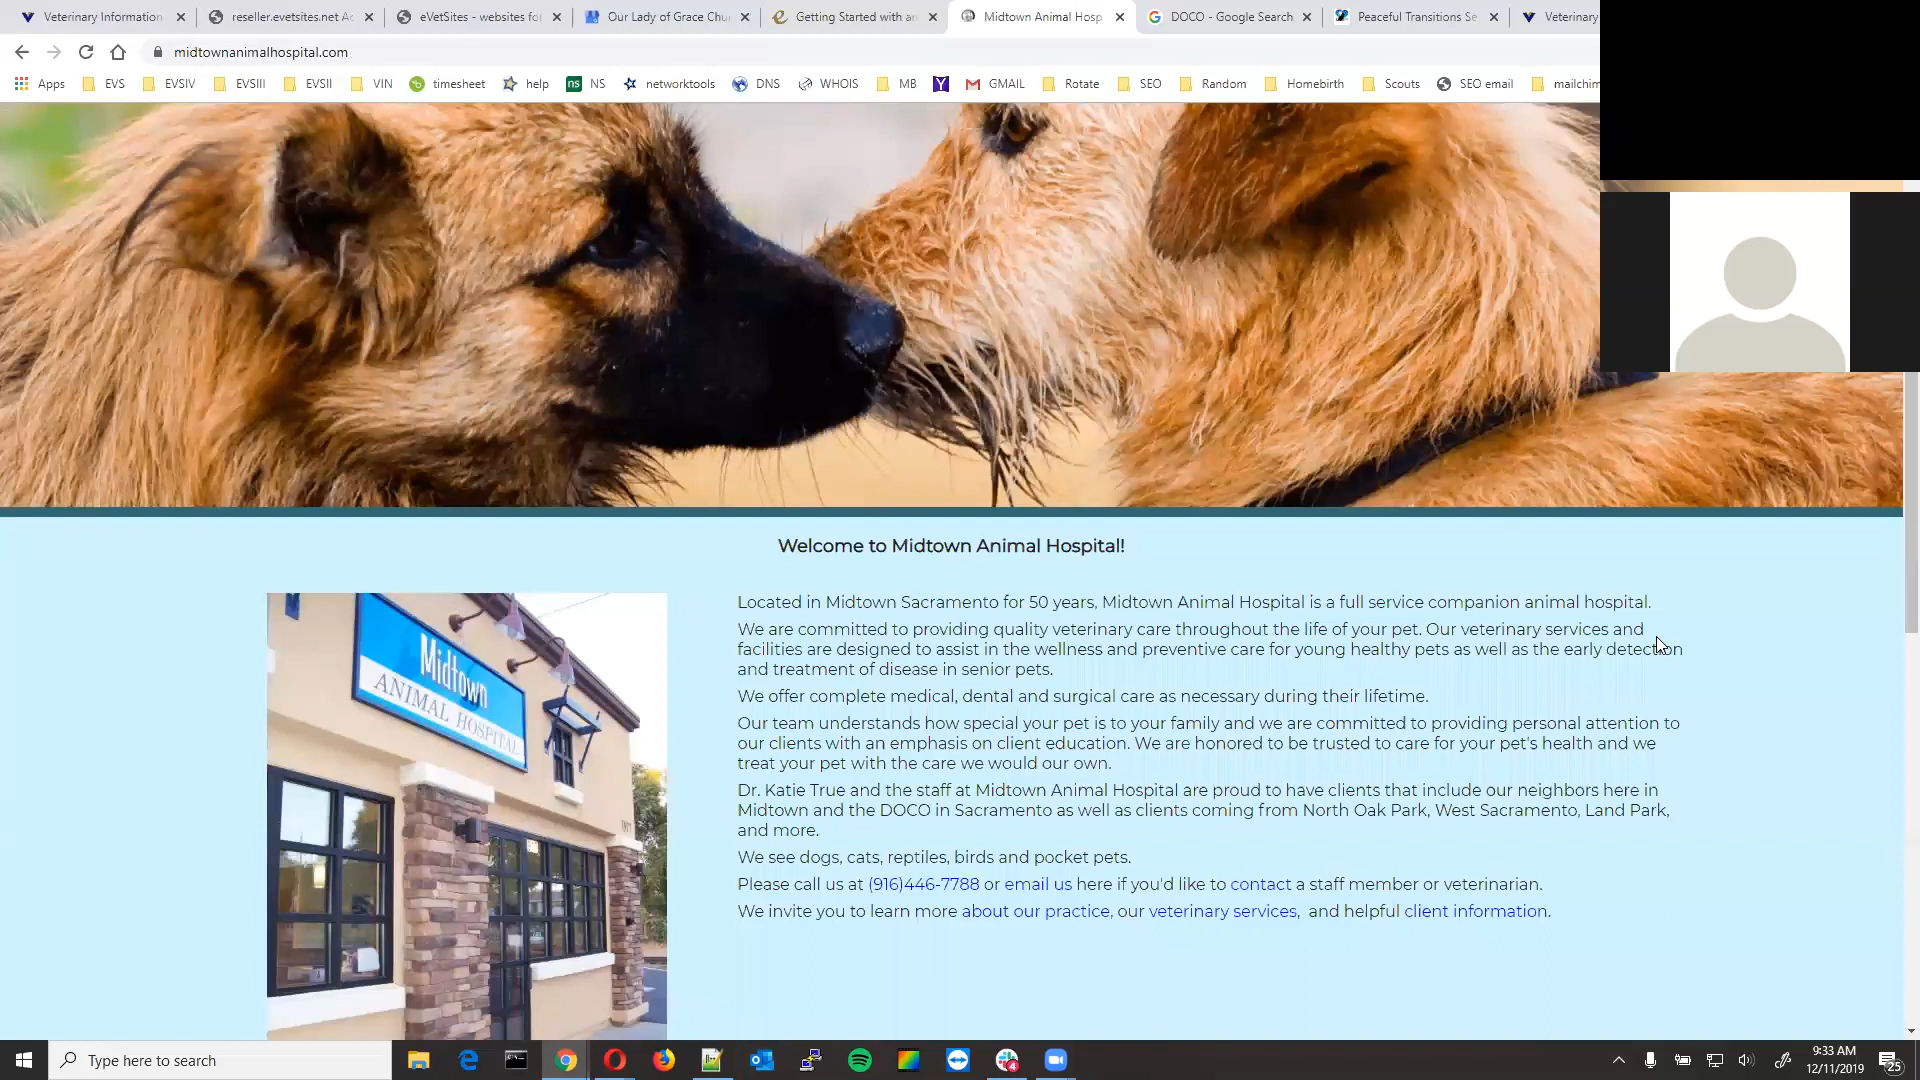 Veterinary Information
reseller.evetsites.net Ac
eVetSites - websites fo
Our Lady of Grace Chu
Getting Started with an
Midtown Animal Hosp
DOCO - Google Search
Peaceful Transitions Se
Veterinary
midtownanimalhospital.com
Apps EVS EVSIV EVSIII EVSII VIN timesheet help NS networktools DNS WHOIS MB GMAIL Rotate SEO Random Homebirth Scouts SEO email mailchim
Welcome to Midtown Animal Hospital!
Midtown
ANIMAL HOSPITAL
Located in Midtown Sacramento for 50 years, Midtown Animal Hospital is a full service companion animal hospital.
We are committed to providing quality veterinary care throughout the life of your pet. Our veterinary services and
facilities are designed to assist in the wellness and preventive care for young healthy pets as well as the early detection
and treatment of disease in senior pets.
We offer complete medical, dental and surgical care as necessary during their lifetime.
Our team understands how special your pet is to your family and we are committed to providing personal attention to
our clients with an emphasis on client education. We are honored to be trusted to care for your pet's health and we
treat your pet with the care we would our own.
Dr. Katie True and the staff at Midtown Animal Hospital are proud to have clients that include our neighbors here in
Midtown and the DOCO in Sacramento as well as clients coming from North Oak Park, West Sacramento, Land Park,
and more.
We see dogs, cats, reptiles, birds and pocket pets.
Please call us at (916)446-7788 or email us here if you'd like to contact a staff member or veterinarian.
We invite you to learn more about our practice, our veterinary services, and helpful client information.
Type here to search
4
9:33 AM
12/11/2019
25